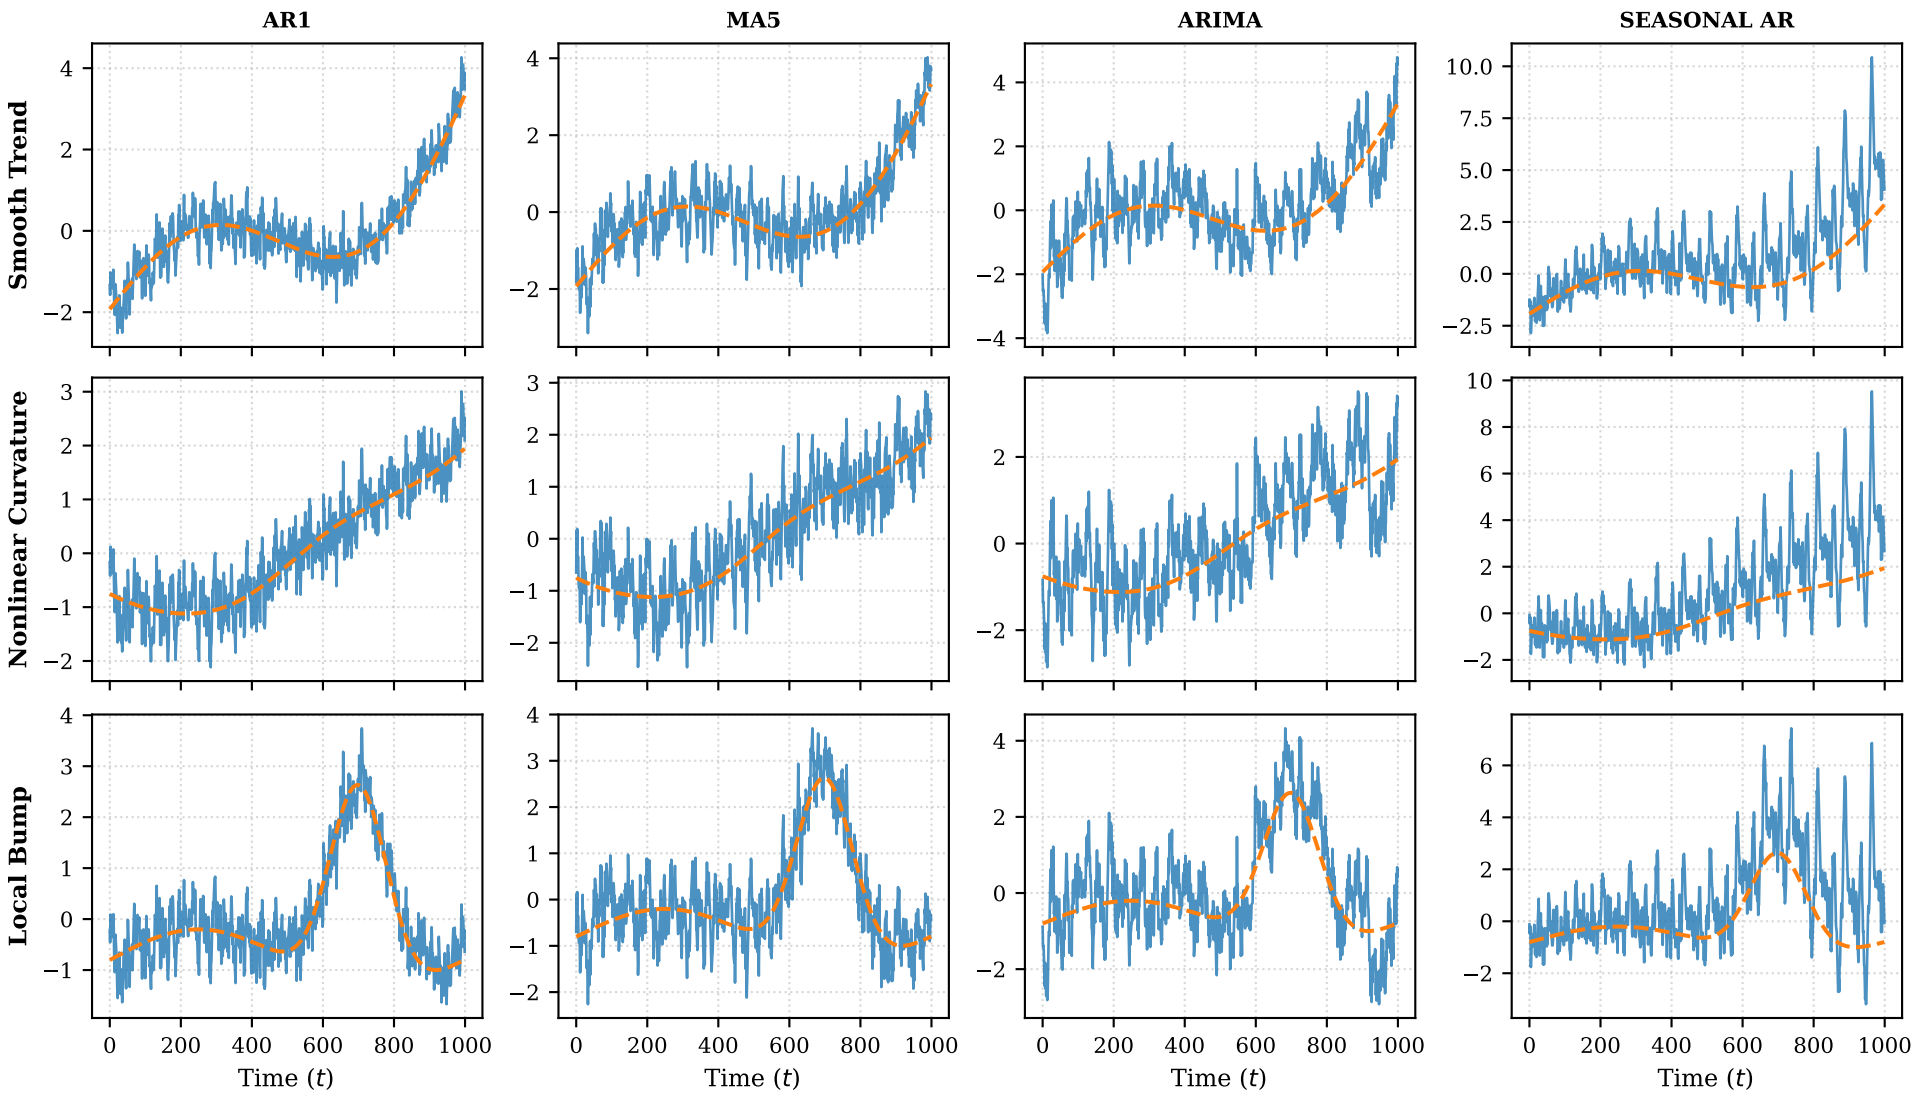 AR1 MA5 ARIMA SEASONAL AR
Smooth Trend
4 2 0 −2
4 2 0 −2
4 2 0 −2 −4
10.0 7.5 5.0 2.5 0.0 −2.5
Nonlinear Curvature
3 2 1 0 −1 −2
3 2 1 0 −1 −2
2 0 −2
10 8 6 4 2 0 −2
Local Bump
4 3 2 1 0 −1
4 3 2 1 0 −1 −2
4 2 0 −2
6 4 2 0 −2
0 200 400 600 800 1000 0 200 400 600 800 1000 0 200 400 600 800 1000 0 200 400 600 800 1000
Time (t) Time (t) Time (t) Time (t)